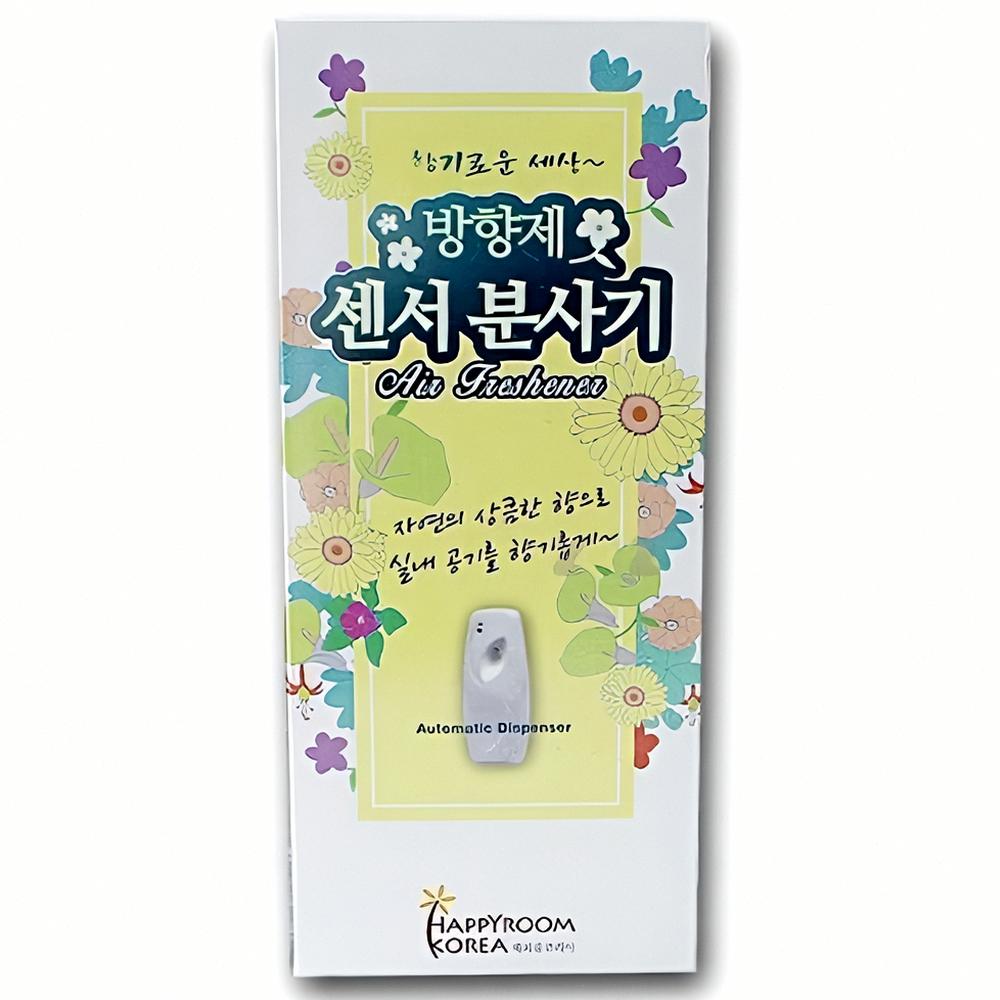 향기로운 세상~
방향제
센서 분사기
Air Freshener
자연의 상큼한 향으로
실내 공기를 향기롭게~
Automatic Dispenser
HAPPYROOM
KOREA